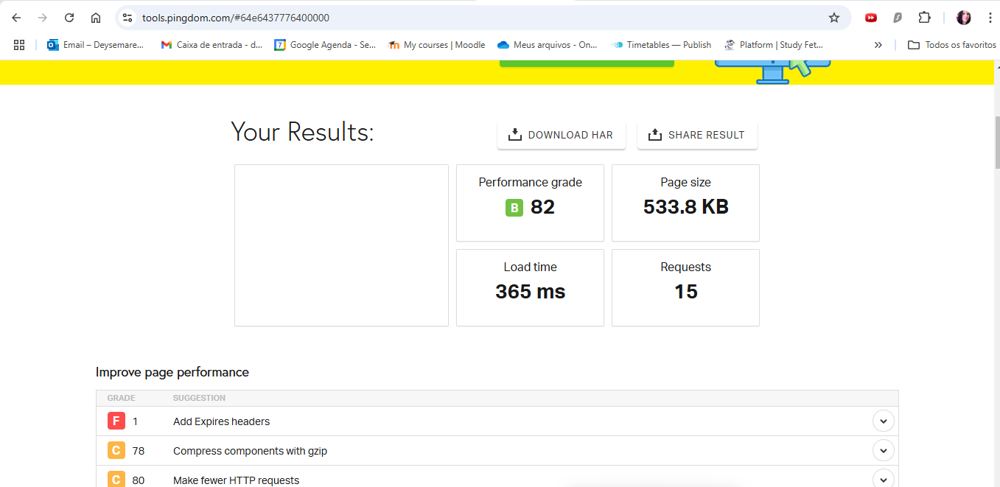 tools.pingdom.com/#64e6437776400000
Email – Deysemare... Caixa de entrada - d... 7 Google Agenda - Se... My courses | Moodle Meus arquivos - On... Timetables — Publish Platform | Study Fet... » Todos os favoritos
Your Results:
DOWNLOAD HAR SHARE RESULT
Performance grade
B 82
Page size
533.8 KB
Load time
365 ms
Requests
15
Improve page performance
GRADE SUGGESTION
F 1 Add Expires headers
C 78 Compress components with gzip
C 80 Make fewer HTTP requests